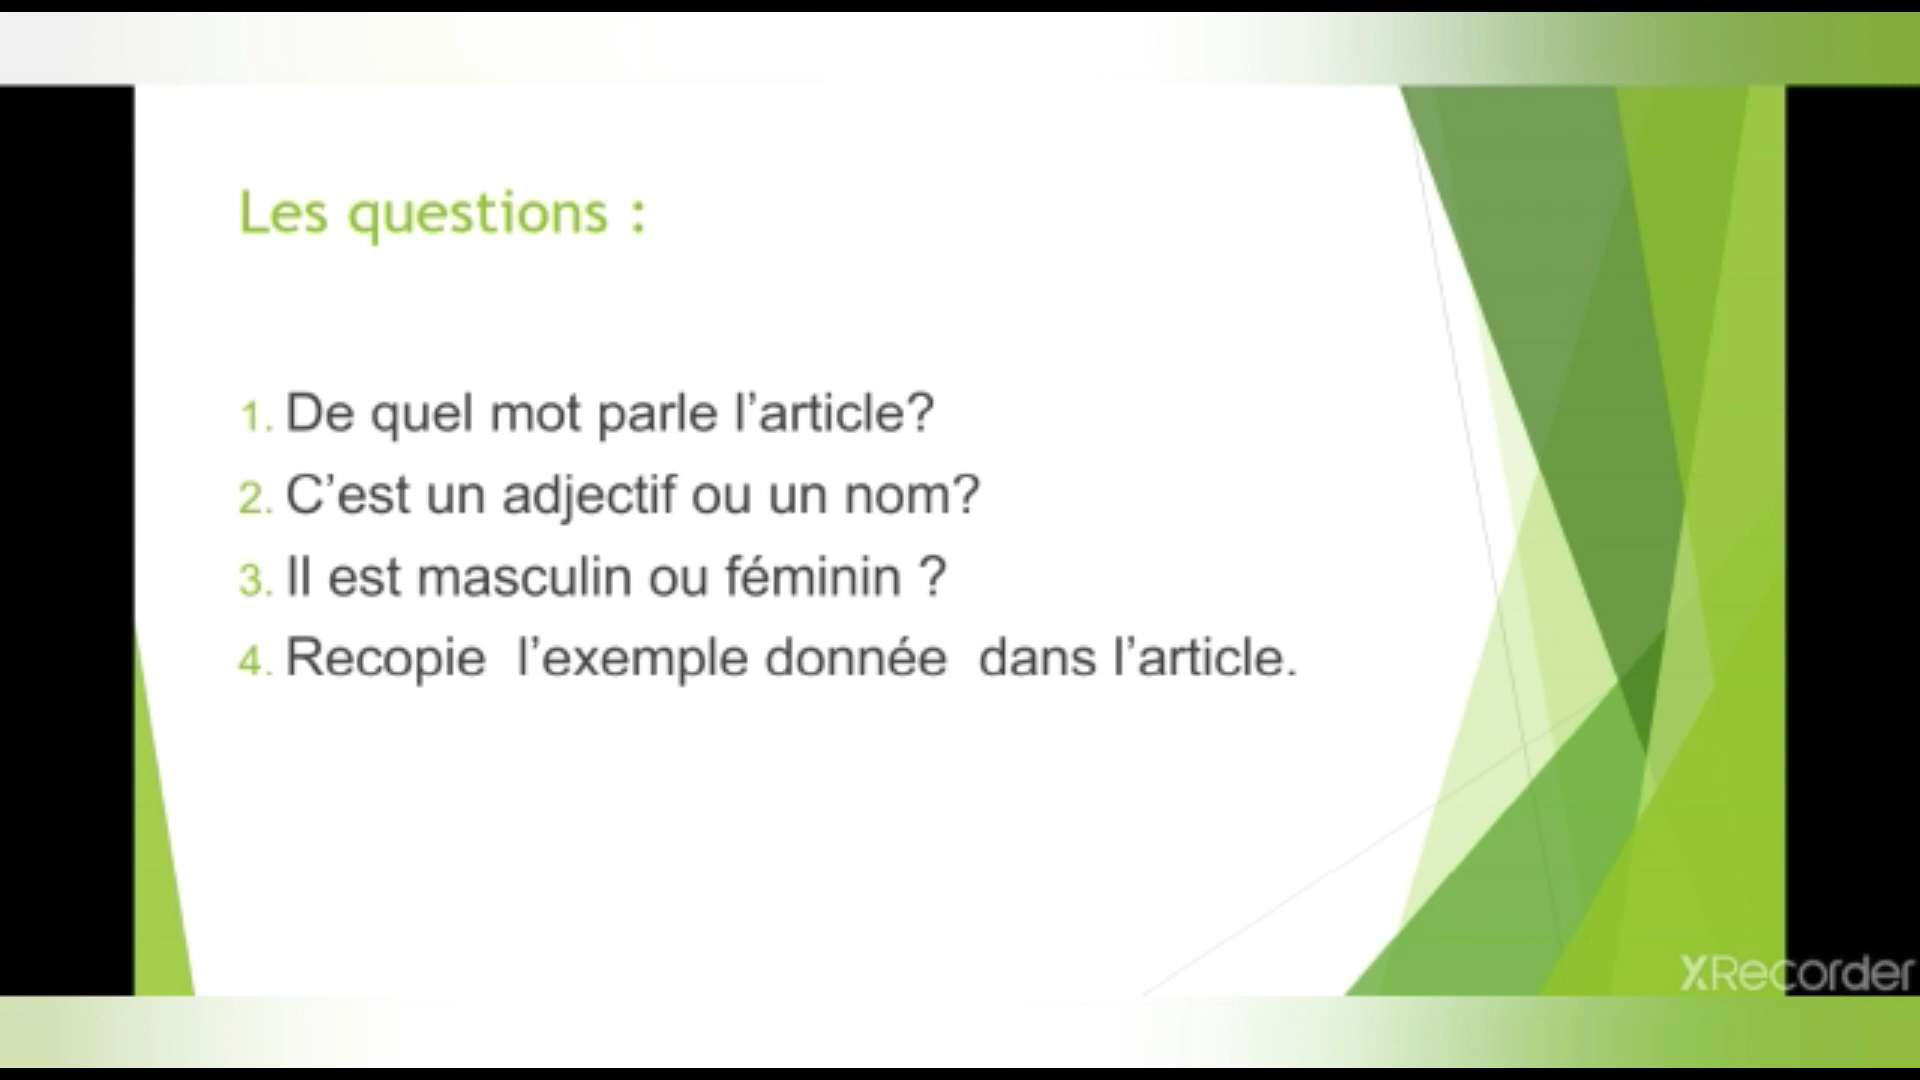 Les questions :
1. De quel mot parle l’article?
2. C’est un adjectif ou un nom?
3. Il est masculin ou féminin ?
4. Recopie l’exemple donnée dans l’article.
XRecorder